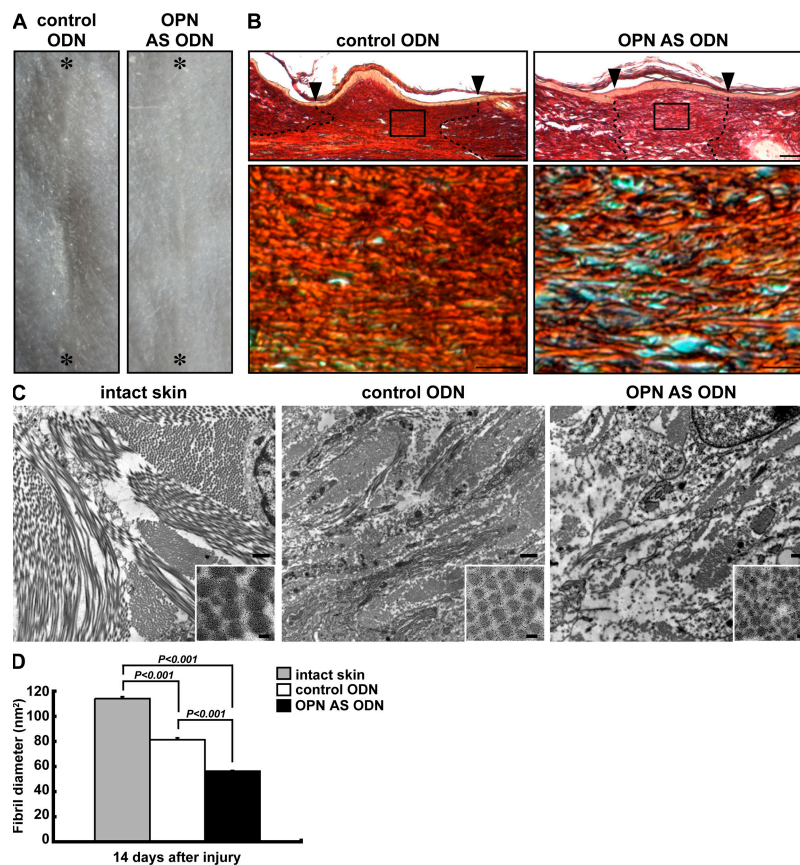 A
control
ODN
OPN
AS ODN
*
*
*
*
B
control ODN
OPN AS ODN
C
intact skin
control ODN
OPN AS ODN
D
P<0.001
P<0.001
P<0.001
intact skin
control ODN
OPN AS ODN
Fibril diameter (nm²)
120
100
80
60
40
20
0
14 days after injury